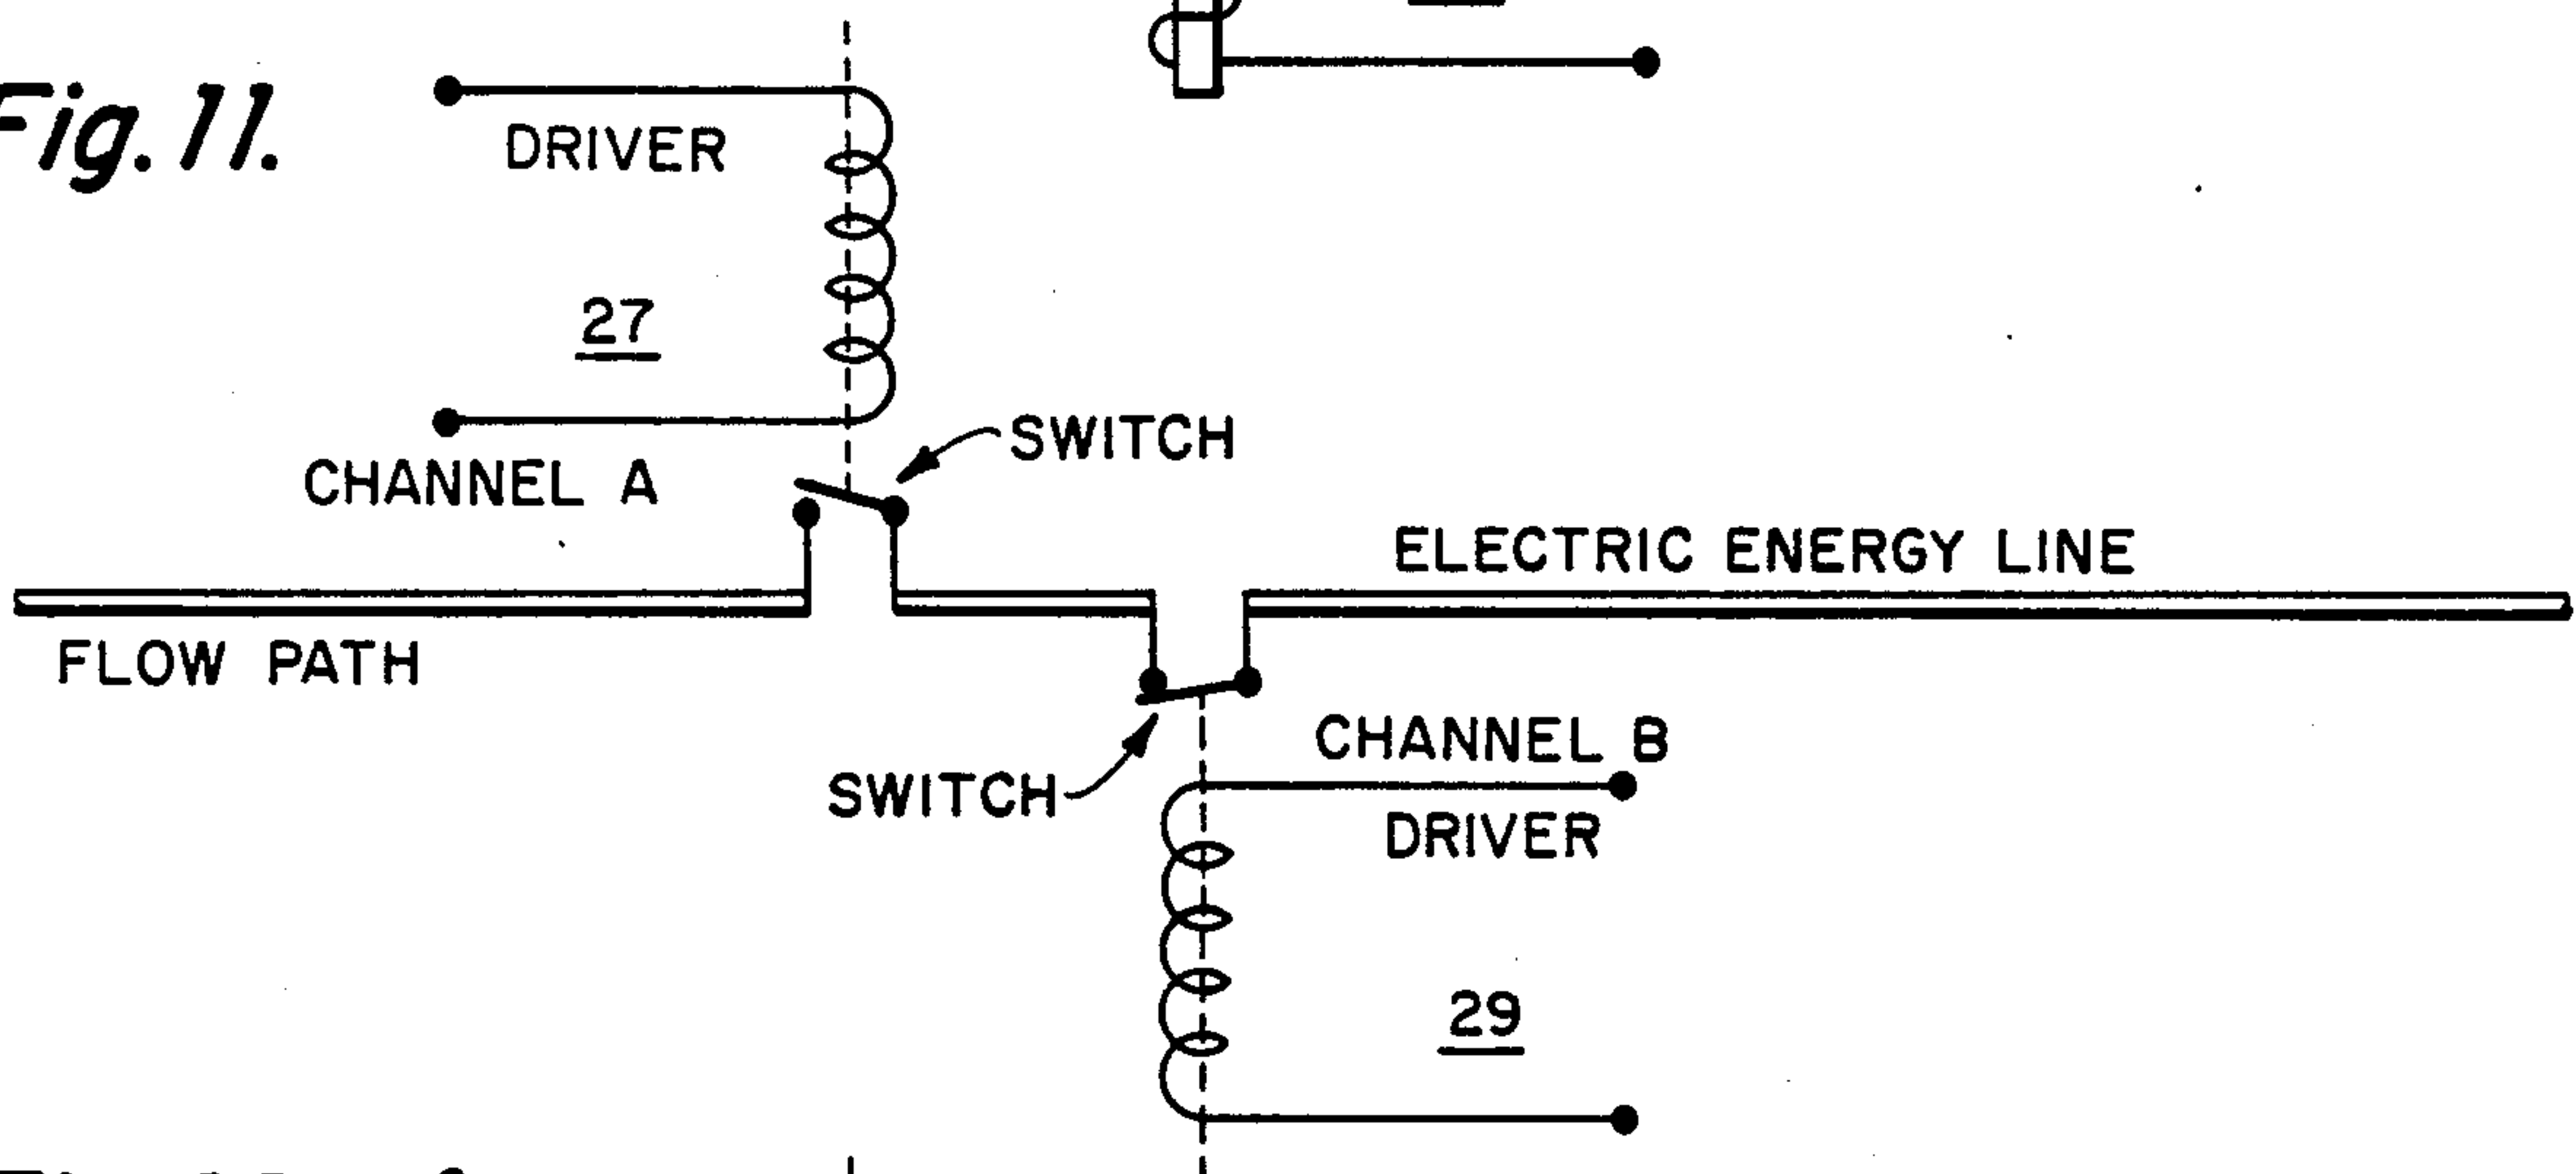 Fig. 11.
DRIVER
27
CHANNEL A
SWITCH
ELECTRIC ENERGY LINE
FLOW PATH
SWITCH
CHANNEL B
DRIVER
29